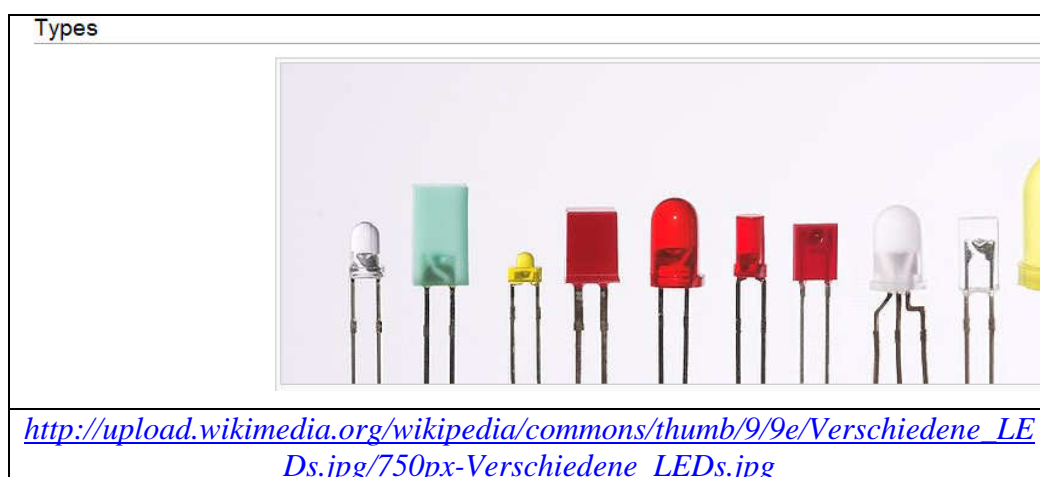 Types
http://upload.wikimedia.org/wikipedia/commons/thumb/9/9e/Verschiedene_LE
Ds.jpg/750px-Verschiedene_LEDs.jpg